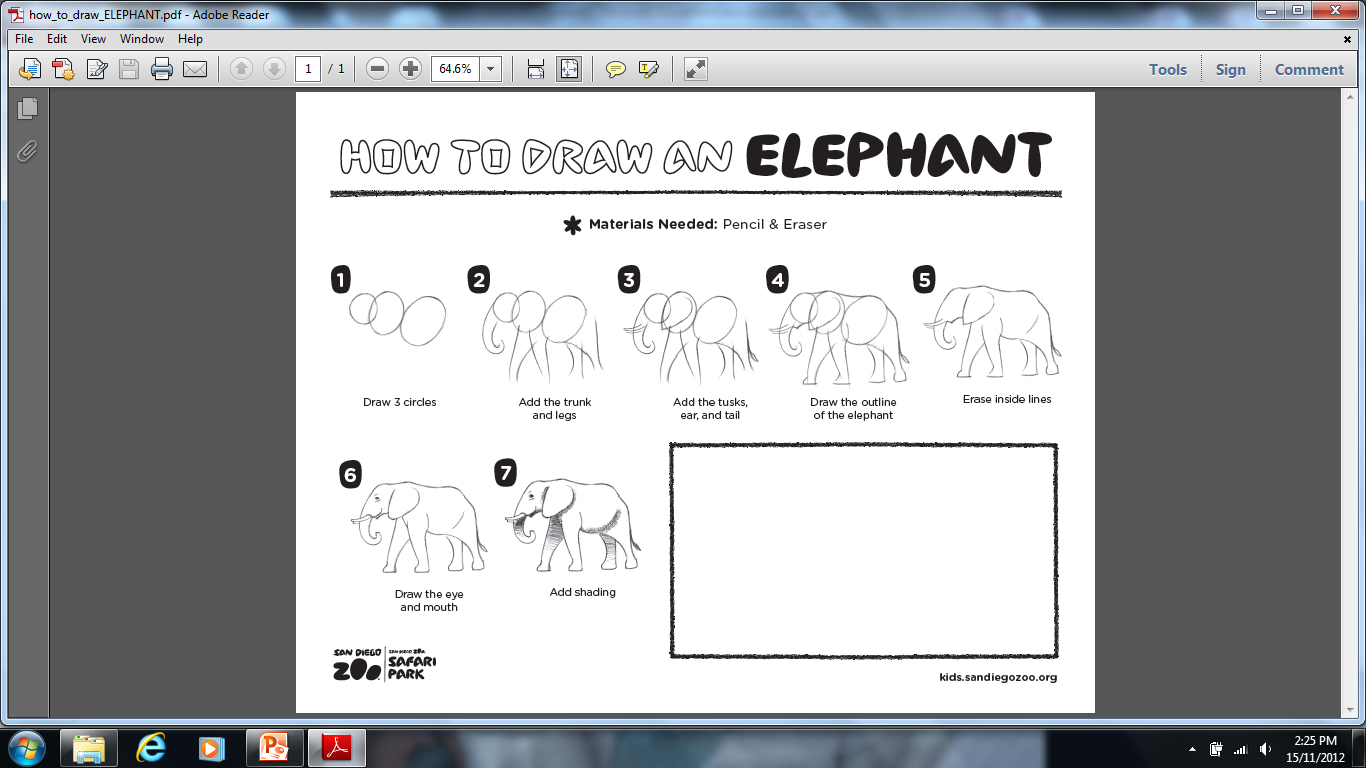 how_to_draw_ELEPHANT.pdf - Adobe Reader
File Edit View Window Help
1 / 1 64.6% Tools Sign Comment
HOW TO DRAW AN ELEPHANT
Materials Needed: Pencil & Eraser
1
Draw 3 circles
2
Add the trunk
and legs
3
Add the tusks,
ear, and tail
4
Draw the outline
of the elephant
5
Erase inside lines
6
Draw the eye
and mouth
7
Add shading
SAN DIEGO
ZOO
SAN DIEGO ZOO
SAFARI
PARK
kids.sandiegozoo.org
2:25 PM
15/11/2012